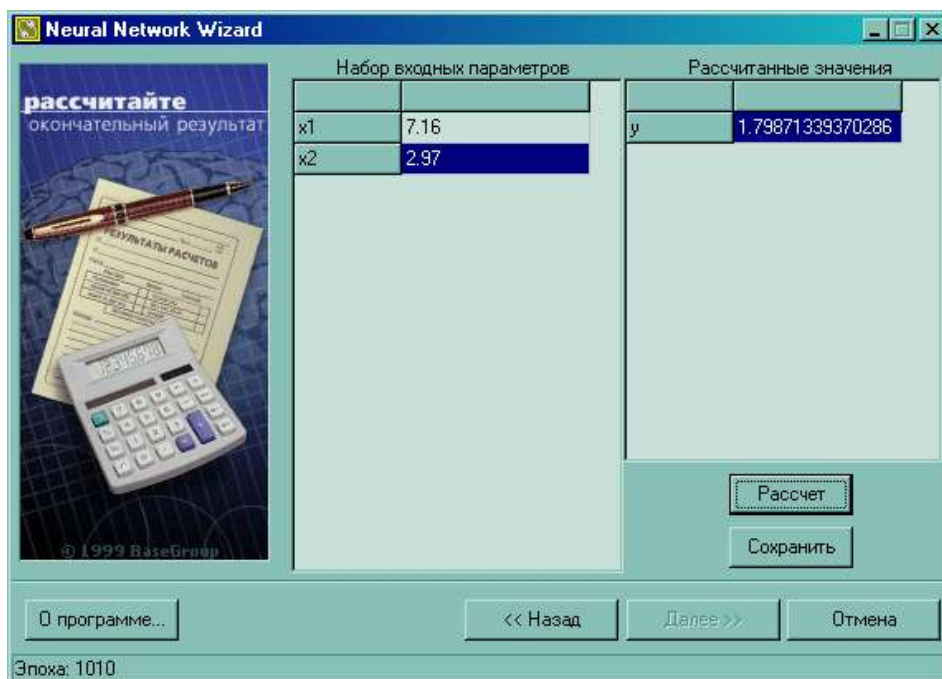 Neural Network Wizard
рассчитайте
окончательный результат
РЕЗУЛЬТАТЫ РАСЧЕТОВ
© 1999 BaseGroup
Набор входных параметров
x1 7.16
x2 2.97
Рассчитанные значения
y 1.79871339370286
Рассчет
Сохранить
О программе...
<< Назад
Далее >>
Отмена
Эпоха: 1010